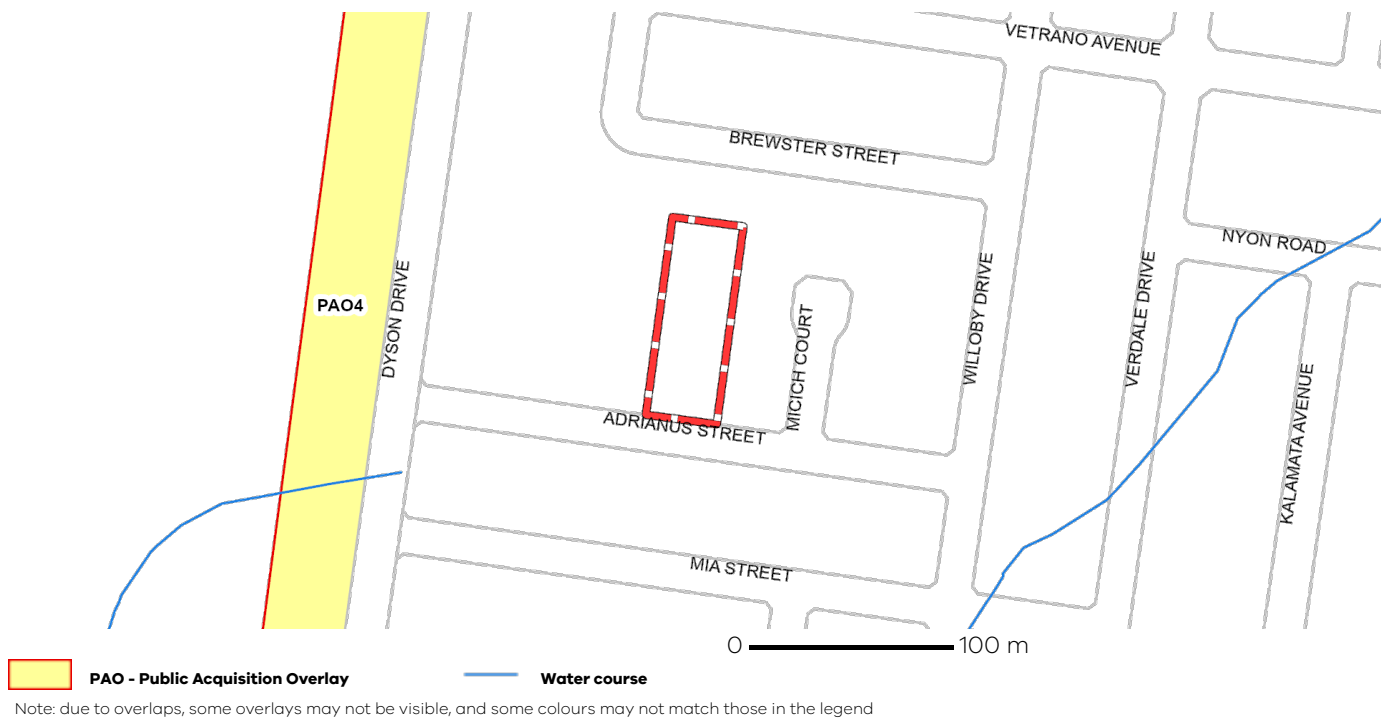 VETRANO AVENUE
BREWSTER STREET
NYON ROAD
PAO4
DYSON DRIVE
WILLOBY DRIVE
VERDALE DRIVE
MICICH COURT
ADRIANUS STREET
KALAMATA AVENUE
MIA STREET
0 100 m
PAO - Public Acquisition Overlay
Water course
Note: due to overlaps, some overlays may not be visible, and some colours may not match those in the legend